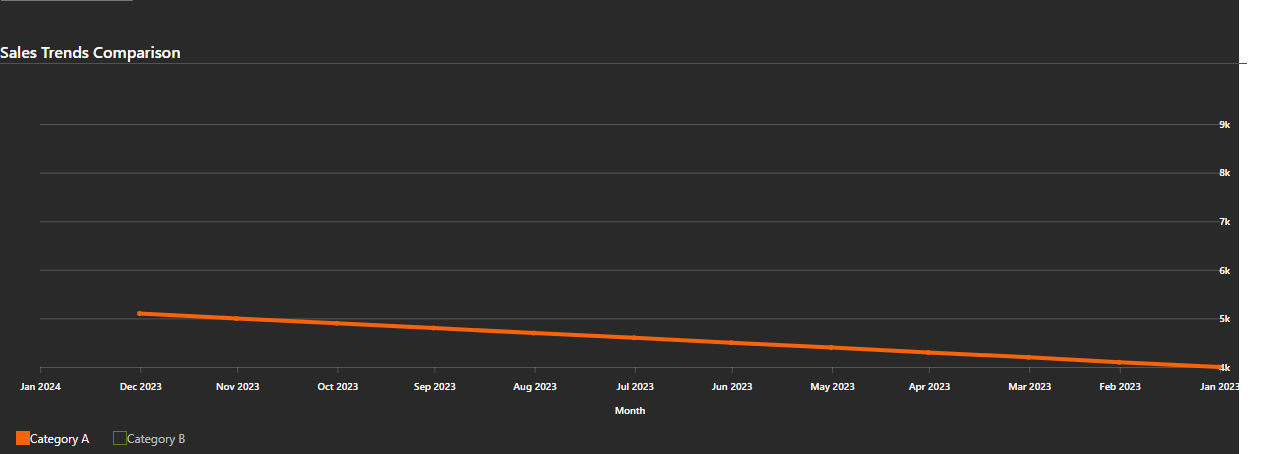 Sales Trends Comparison
9k
8k
7k
6k
5k
4k
Jan 2024 Dec 2023 Nov 2023 Oct 2023 Sep 2023 Aug 2023 Jul 2023 Jun 2023 May 2023 Apr 2023 Mar 2023 Feb 2023 Jan 2023
Month
Category A Category B